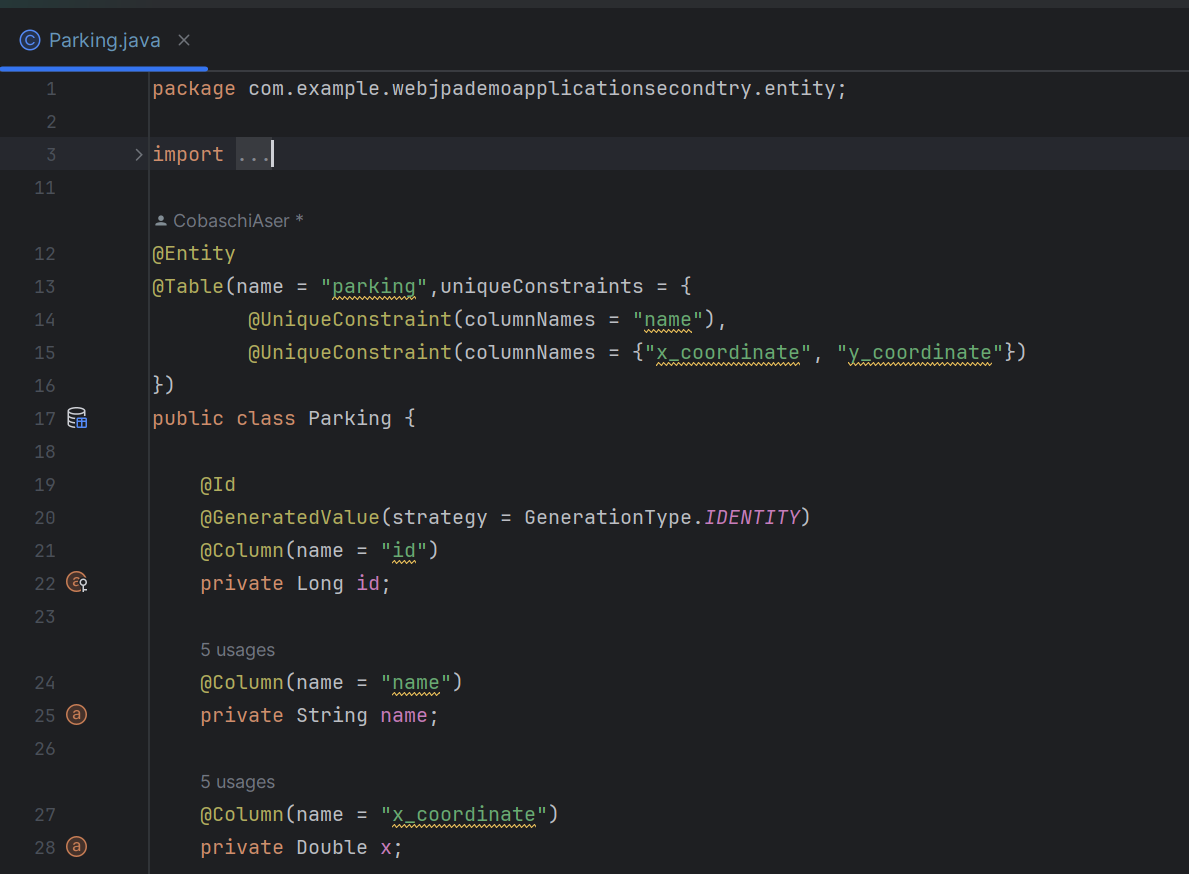 Parking.java
1 package com.example.webjpademoapplicationsecondtry.entity;
2
3 import ...
11
CobaschiAser *
12 @Entity
13 @Table(name = "parking",uniqueConstraints = {
14 @UniqueConstraint(columnNames = "name"),
15 @UniqueConstraint(columnNames = {"x_coordinate", "y_coordinate"})
16 })
17 public class Parking {
18
19 @Id
20 @GeneratedValue(strategy = GenerationType.IDENTITY)
21 @Column(name = "id")
22 private Long id;
23
5 usages
24 @Column(name = "name")
25 private String name;
26
5 usages
27 @Column(name = "x_coordinate")
28 private Double x;